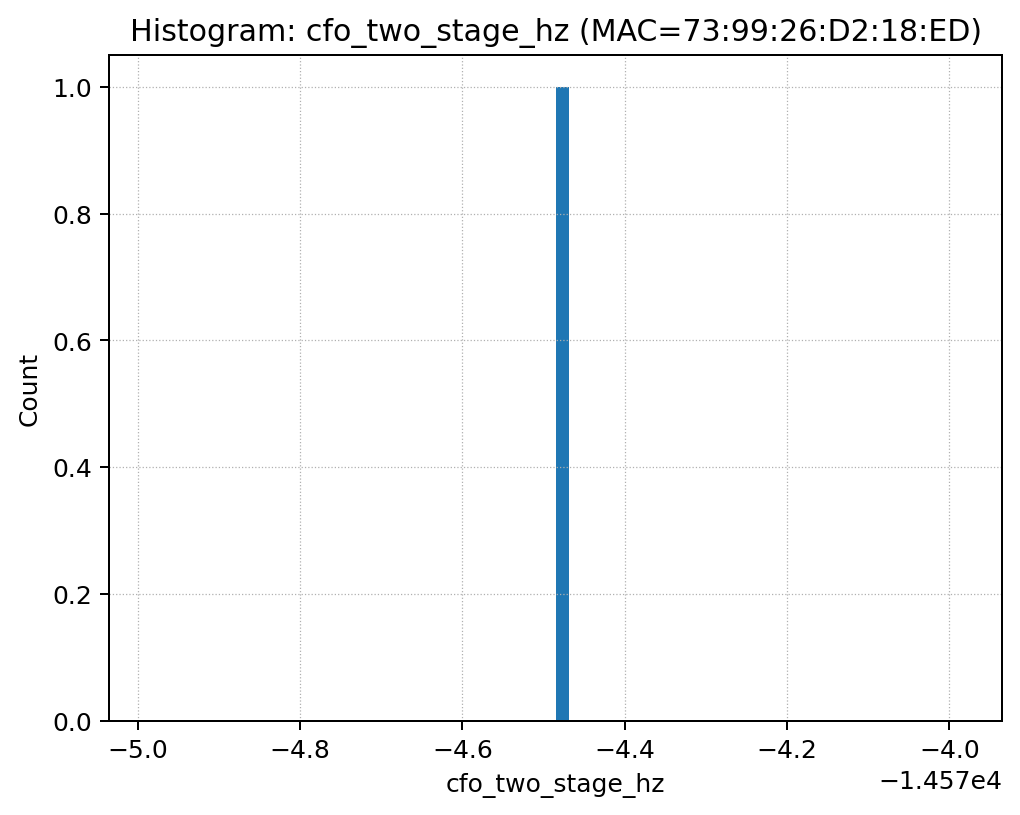 Histogram: cfo_two_stage_hz (MAC=73:99:26:D2:18:ED)
1.0
0.8
0.6
0.4
0.2
0.0
Count
−5.0 −4.8 −4.6 −4.4 −4.2 −4.0
cfo_two_stage_hz
−1.457e4